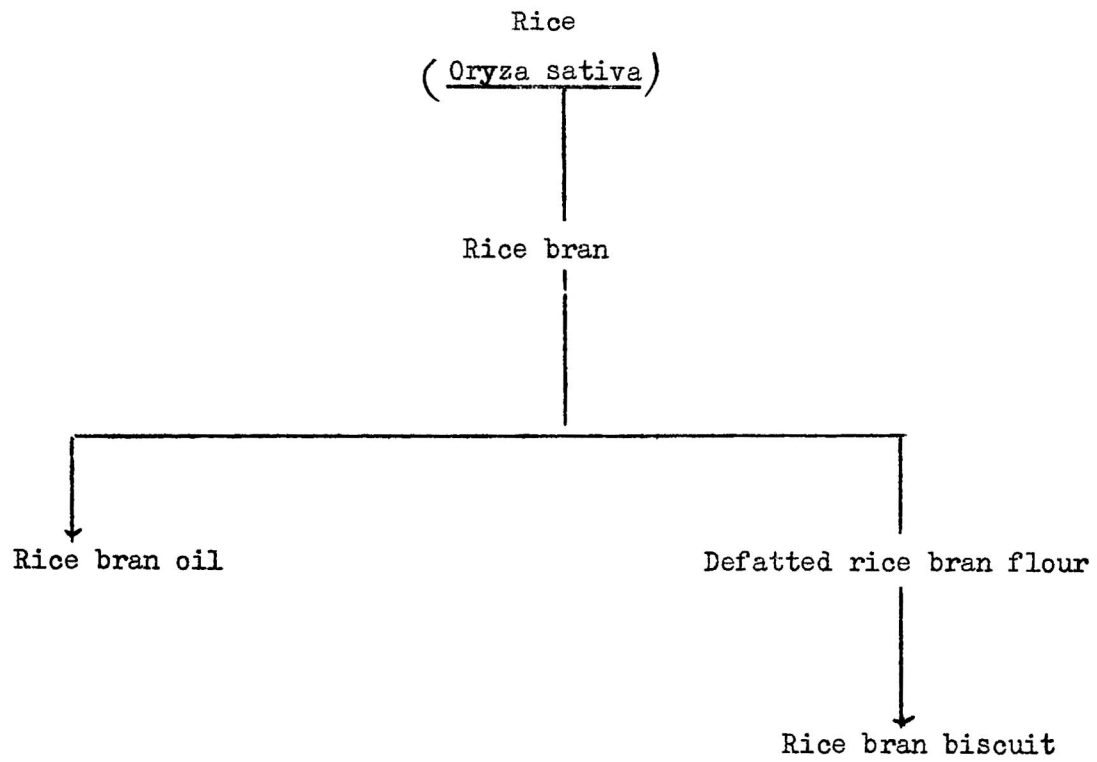 Rice
(Oryza sativa)
Rice bran
Rice bran oil
Defatted rice bran flour
Rice bran biscuit